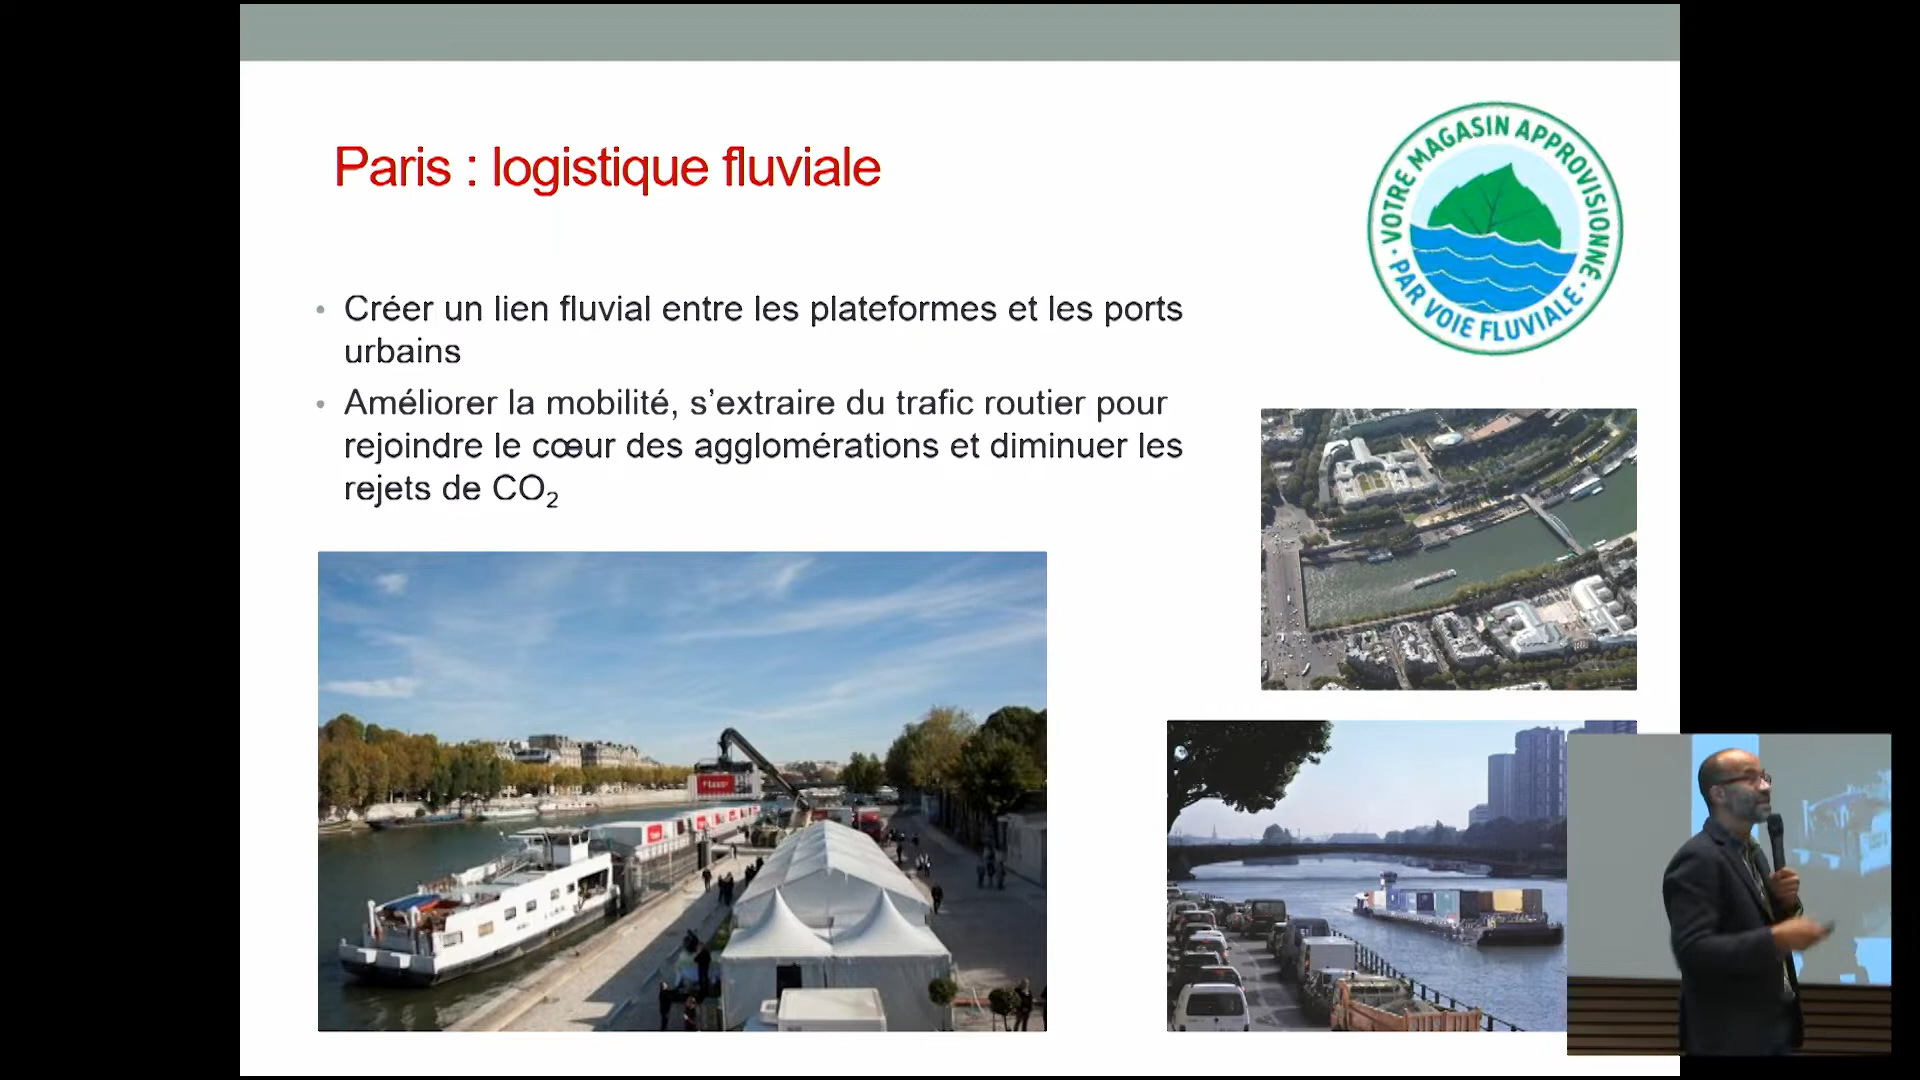 Paris : logistique fluviale
VOTRE MAGASIN APPROVISIONNÉ
• PAR VOIE FLUVIALE •
• Créer un lien fluvial entre les plateformes et les ports
urbains
• Améliorer la mobilité, s’extraire du trafic routier pour
rejoindre le cœur des agglomérations et diminuer les
rejets de CO₂